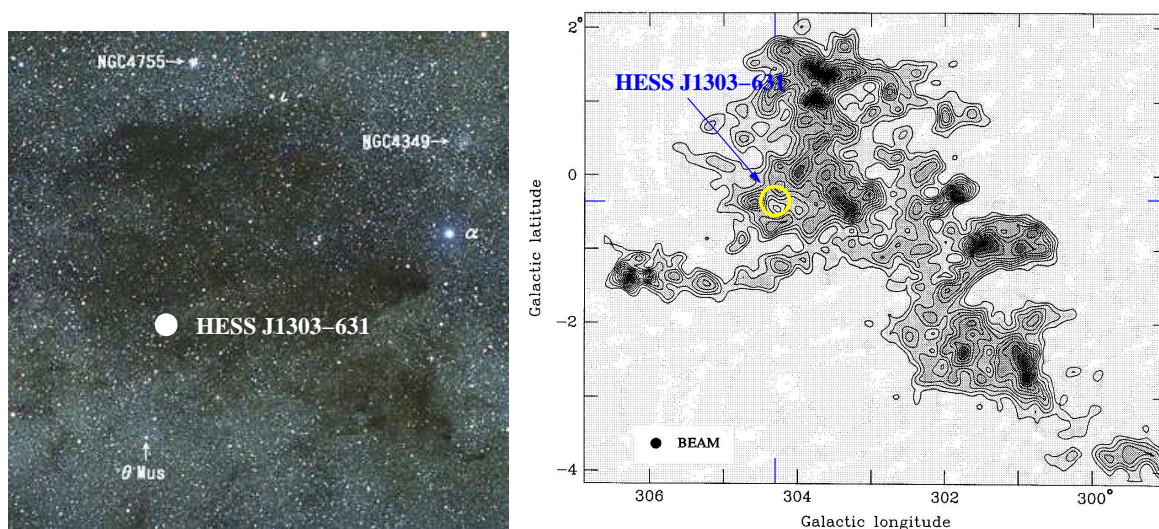 NGC4755→
ι
NGC4349→
α
HESS J1303–631
θ Mus
2°
0
−2
−4
Galactic latitude
HESS J1303–631
BEAM
306
304
302
300°
Galactic longitude